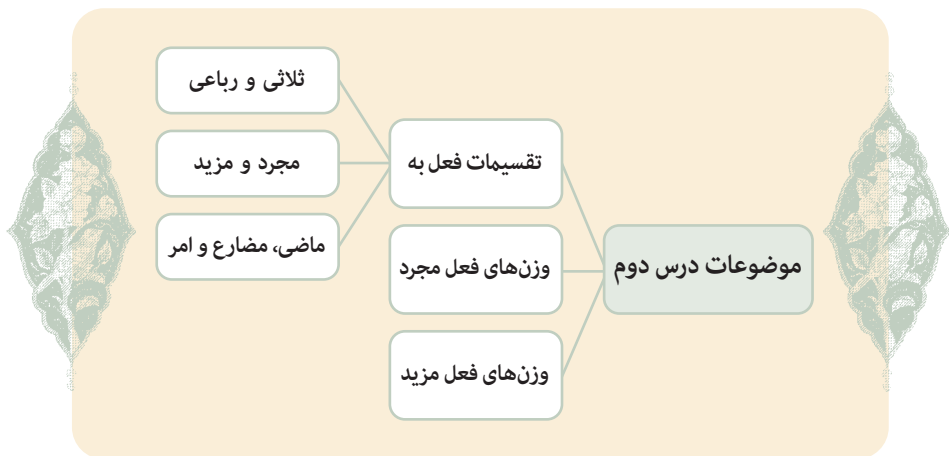 موضوعات درس دوم
تقسیمات فعل به
ثلاثی و رباعی
مجرد و مزید
ماضی، مضارع و امر
وزن‌های فعل مجرد
وزن‌های فعل مزید